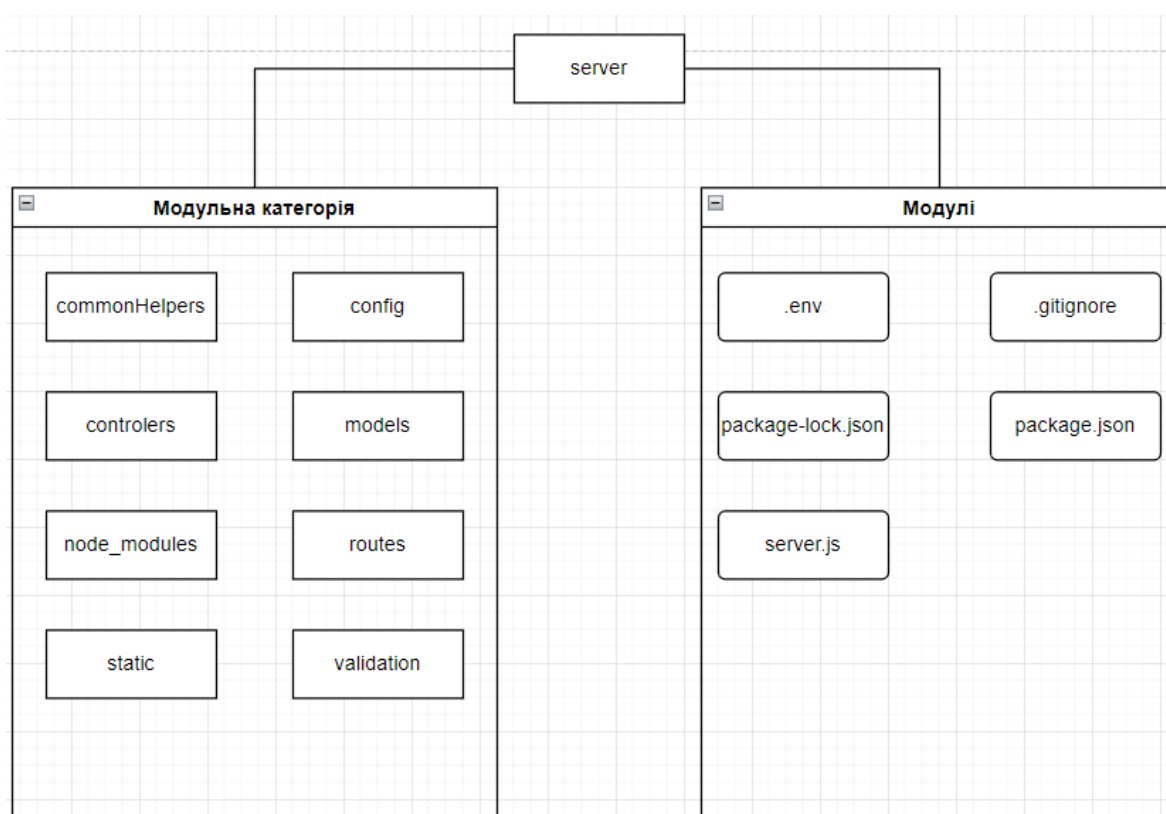 server
Модульна категорія
commonHelpers
config
controlers
models
node_modules
routes
static
validation
Модулі
.env
.gitignore
package-lock.json
package.json
server.js